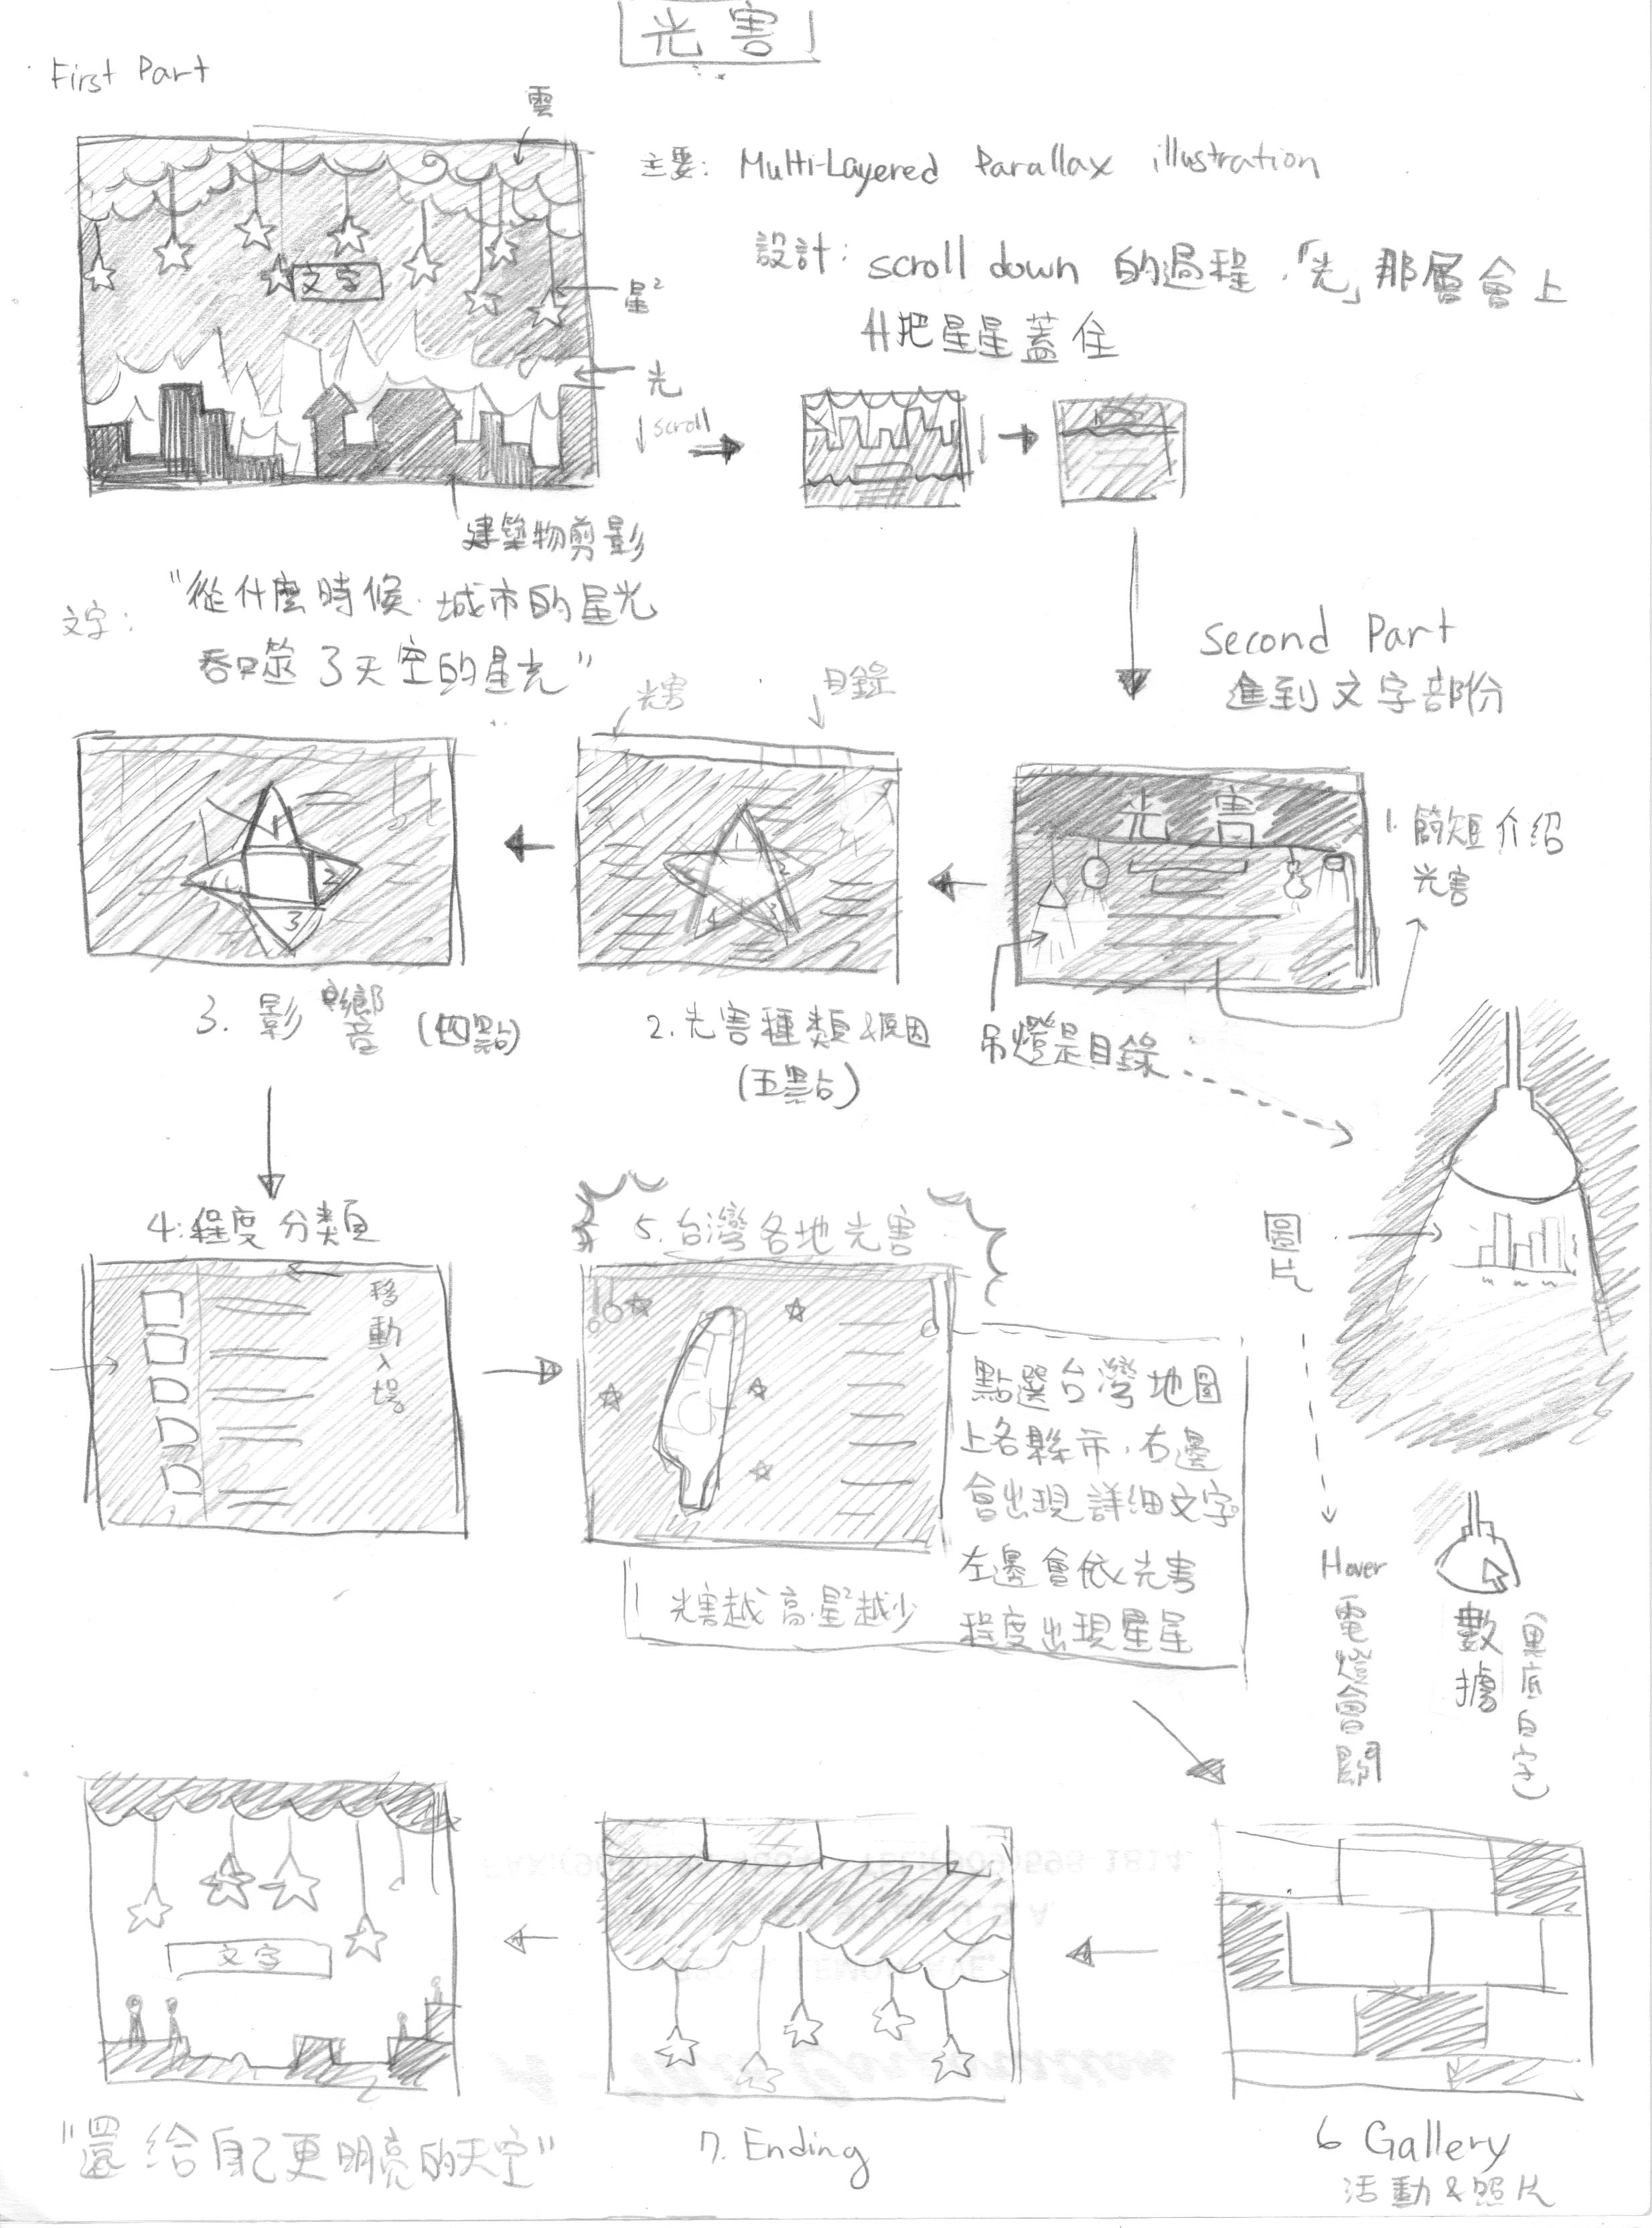 光害
First Part
雲
主要: Multi-Layered Parallax illustration
設計: scroll down 的過程,「光」那層會上
升把星星蓋住
文字
星²
光
↓ scroll
建築物剪影
文字: "從什麼時候.城市的星光
吞噬了天空的星光"
Second Part
進到文字部份
光害
目錄
光害
1. 簡短介紹
光害
1
2
3
4
1
2
3
3. 影響 (四點)
2. 光害種類&原因
(五點)
吊燈是目錄
4. 程度分類
移動入場
5. 台灣各地光害
點選台灣地圖
上各縣市,右邊
會出現詳細文字
左邊會依光害
程度出現星星
光害越高,星²越少
圖片
Hover
電燈會關
數據
(黑底白字)
文字
"還給自己更明亮的天空"
7. Ending
6 Gallery
活動&照片